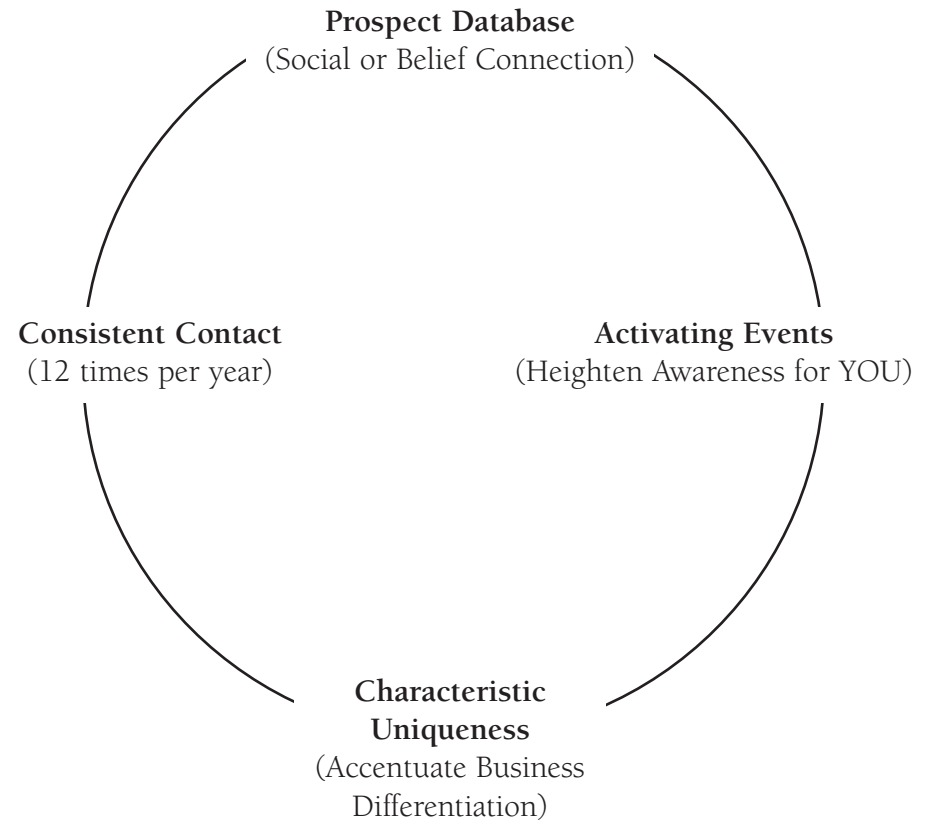 Prospect Database
(Social or Belief Connection)
Consistent Contact
(12 times per year)
Activating Events
(Heighten Awareness for YOU)
Characteristic
Uniqueness
(Accentuate Business
Differentiation)